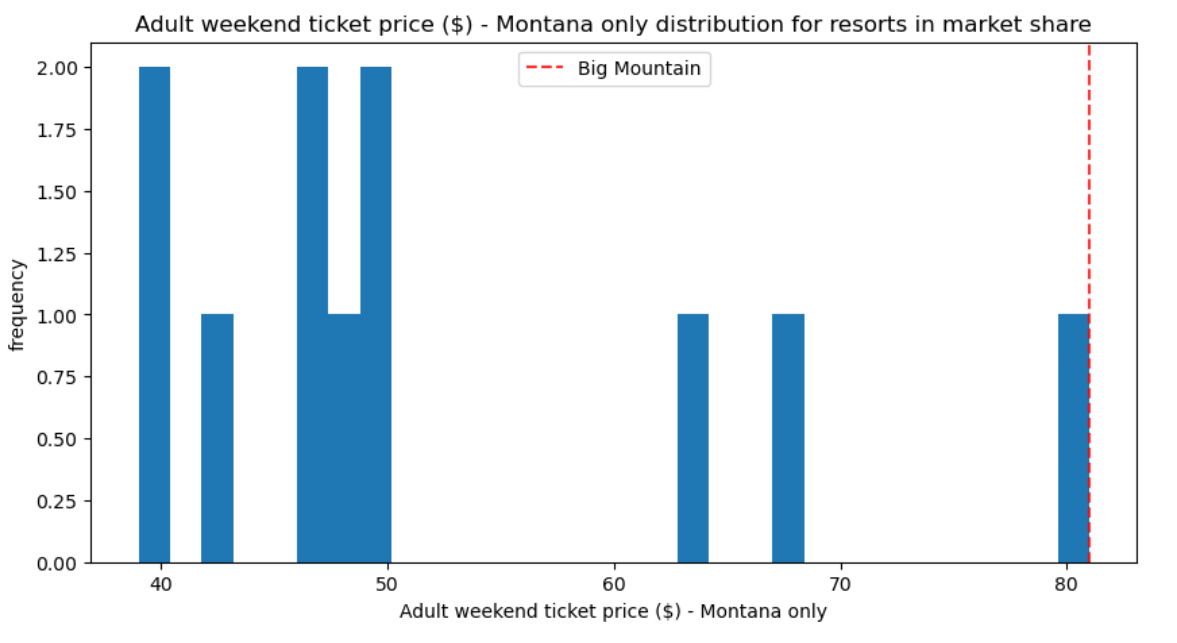 Adult weekend ticket price ($) - Montana only distribution for resorts in market share
Big Mountain
frequency
2.00
1.75
1.50
1.25
1.00
0.75
0.50
0.25
0.00
40 50 60 70 80
Adult weekend ticket price ($) - Montana only